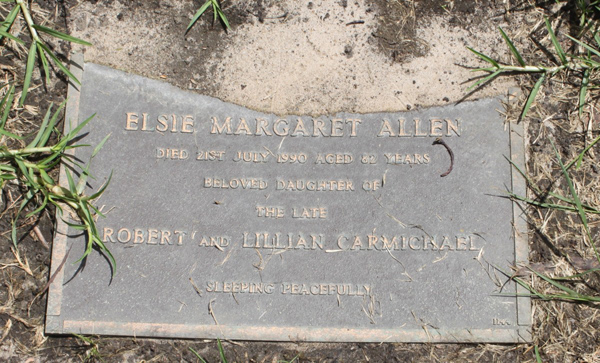 ELSIE MARGARET ALLEN
DIED 21ST JULY 1990 AGED 82 YEARS
BELOVED DAUGHTER OF
THE LATE
ROBERT AND LILLIAN CARMICHAEL
SLEEPING PEACEFULLY